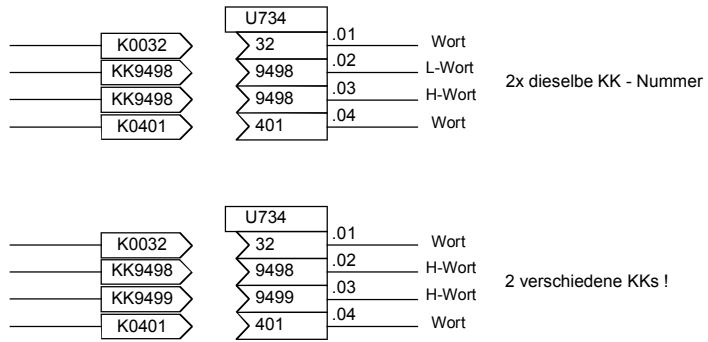 U734
K0032 32 .01 Wort
KK9498 9498 .02 L-Wort
2x dieselbe KK - Nummer
KK9498 9498 .03 H-Wort
K0401 401 .04 Wort
U734
K0032 32 .01 Wort
KK9498 9498 .02 H-Wort
2 verschiedene KKs !
KK9499 9499 .03 H-Wort
K0401 401 .04 Wort